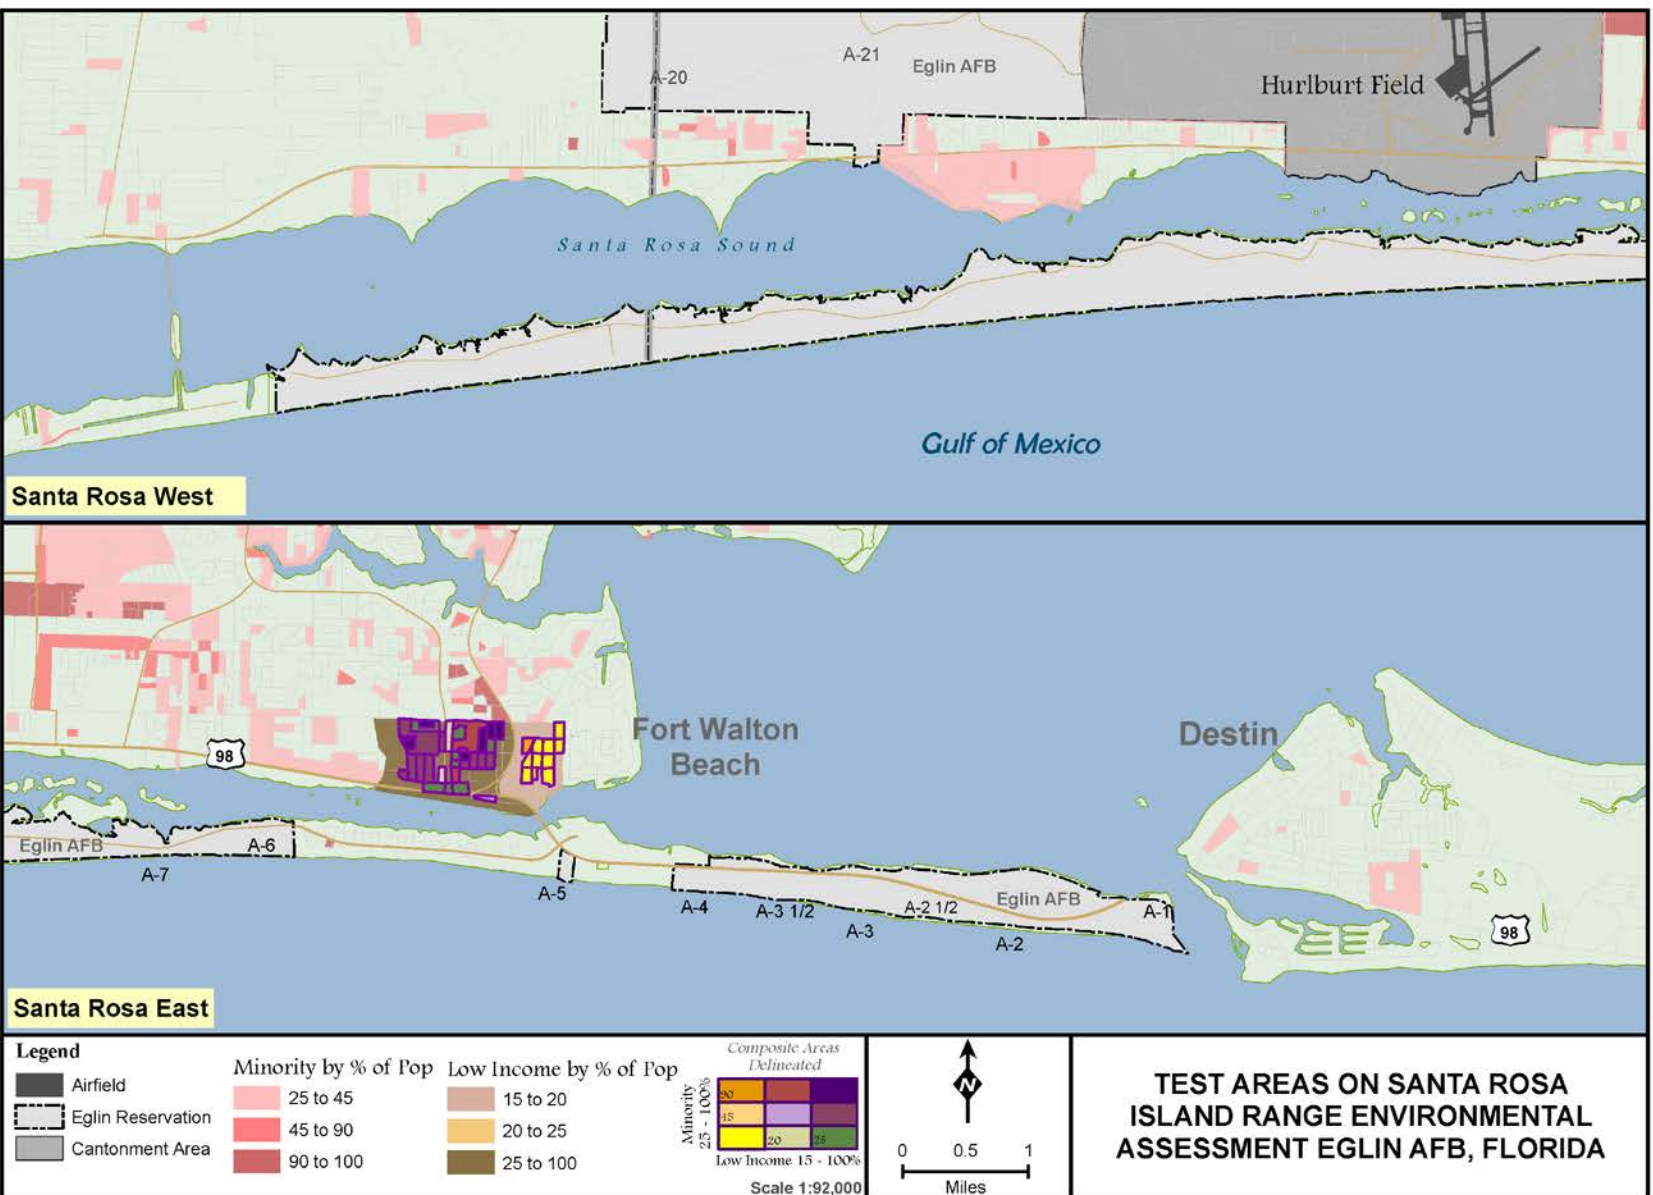 A-21
Eglin AFB
A-20
Hurlburt Field
Santa Rosa Sound
Gulf of Mexico
Santa Rosa West
Fort Walton
Beach
Destin
98
Eglin AFB
A-6
A-7
A-5
A-4
A-3 1/2
A-3
A-2 1/2
Eglin AFB
A-2
A-1
98
Santa Rosa East
Legend
Airfield
Eglin Reservation
Cantonment Area
Minority by % of Pop
25 to 45
45 to 90
90 to 100
Low Income by % of Pop
15 to 20
20 to 25
25 to 100
Composite Areas
Delineated
Minority
25 - 100%
90
45
20
25
Low Income 15 - 100%
Scale 1:92,000
N
0 0.5 1
Miles
TEST AREAS ON SANTA ROSA
ISLAND RANGE ENVIRONMENTAL
ASSESSMENT EGLIN AFB, FLORIDA